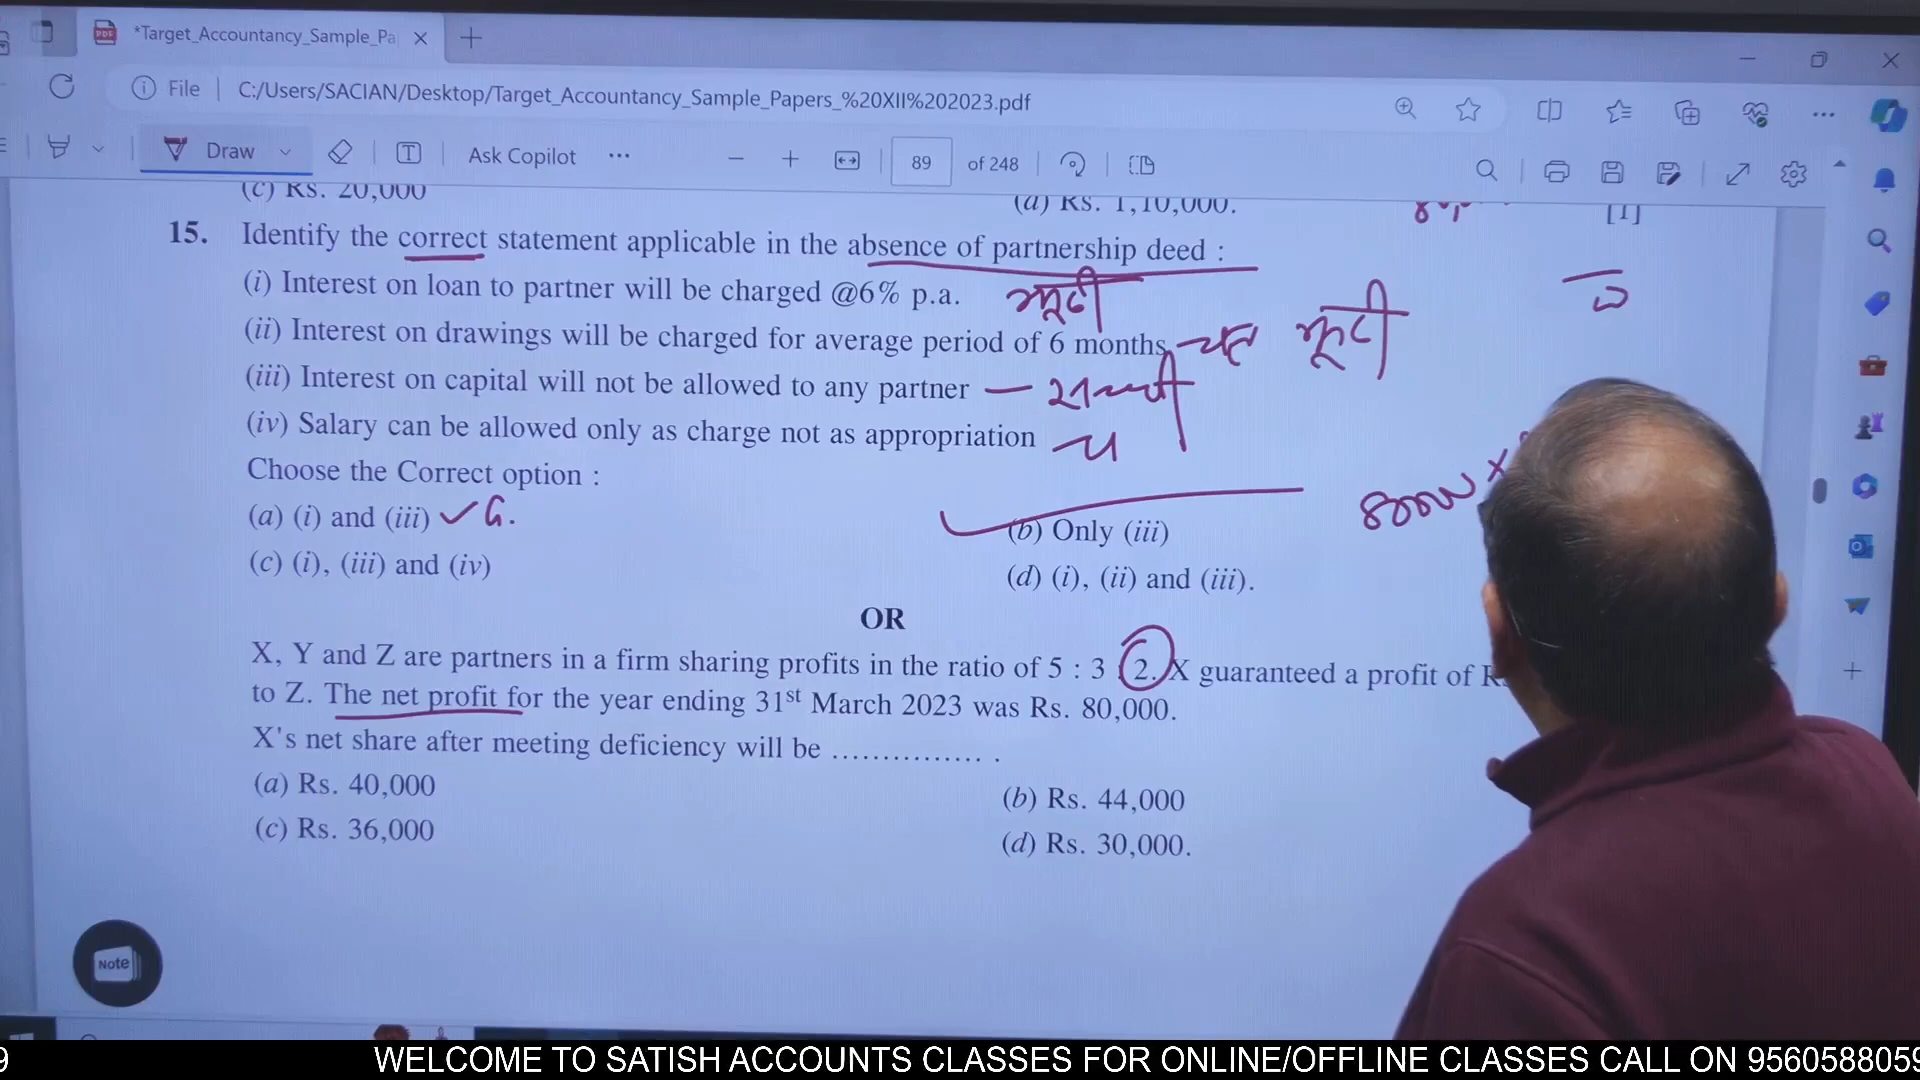 *Target_Accountancy_Sample_Pa
File C:/Users/SACIAN/Desktop/Target_Accountancy_Sample_Papers_%20XII%202023.pdf
Draw T Ask Copilot 89 of 248
(c) Rs. 20,000 (d) Rs. 1,10,000. [1]
15. Identify the correct statement applicable in the absence of partnership deed :
(i) Interest on loan to partner will be charged @6% p.a. झूठी
(ii) Interest on drawings will be charged for average period of 6 months झूठी
(iii) Interest on capital will not be allowed to any partner —
(iv) Salary can be allowed only as charge not as appropriation
Choose the Correct option :
(a) (i) and (iii) (b) Only (iii)
(c) (i), (iii) and (iv) (d) (i), (ii) and (iii).
OR
X, Y and Z are partners in a firm sharing profits in the ratio of 5 : 3 2. X guaranteed a profit of
to Z. The net profit for the year ending 31st March 2023 was Rs. 80,000.
X's net share after meeting deficiency will be ............... .
(a) Rs. 40,000 (b) Rs. 44,000
(c) Rs. 36,000 (d) Rs. 30,000.
Note
9 WELCOME TO SATISH ACCOUNTS CLASSES FOR ONLINE/OFFLINE CLASSES CALL ON 9560588059